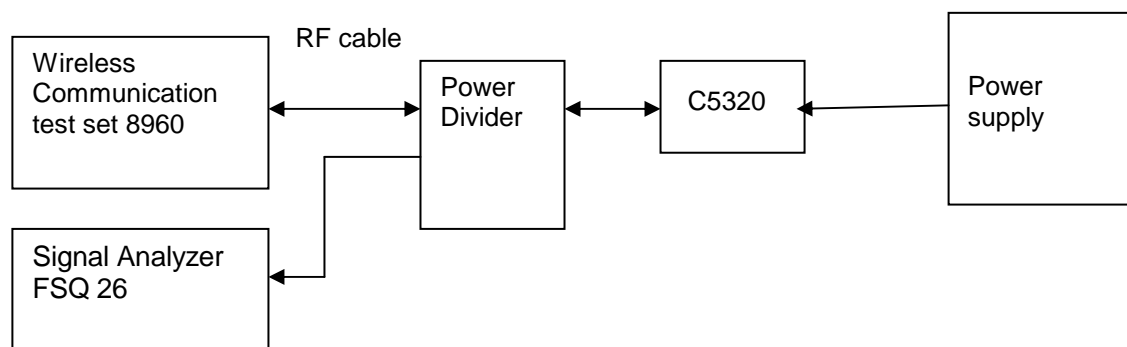 RF cable
Wireless
Communication
test set 8960
Power
Divider
C5320
Power
supply
Signal Analyzer
FSQ 26